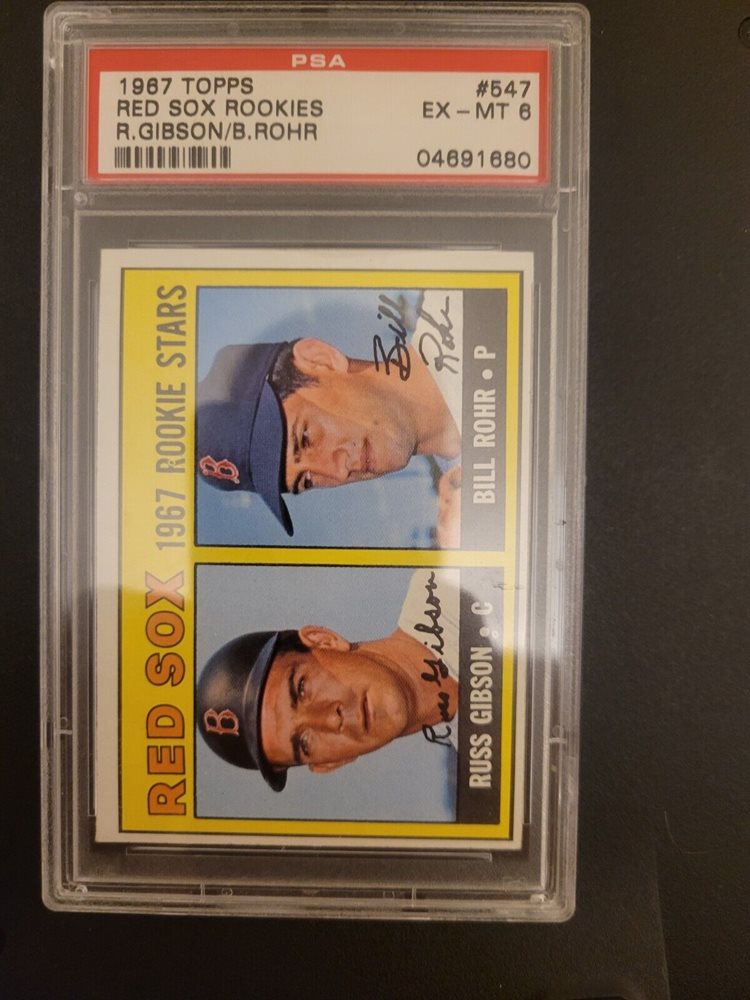 PSA
1967 TOPPS #547
RED SOX ROOKIES EX - MT 6
R.GIBSON/B.ROHR
04691680
RED SOX 1967 ROOKIE STARS
B
B
Russ Gibson
Bill
Rohr
RUSS GIBSON • C
BILL ROHR • P